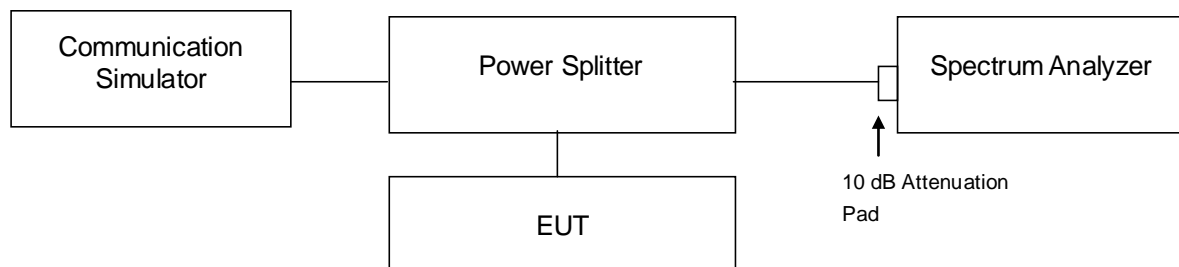 Communication
Simulator
Power Splitter
Spectrum Analyzer
10 dB Attenuation
Pad
EUT